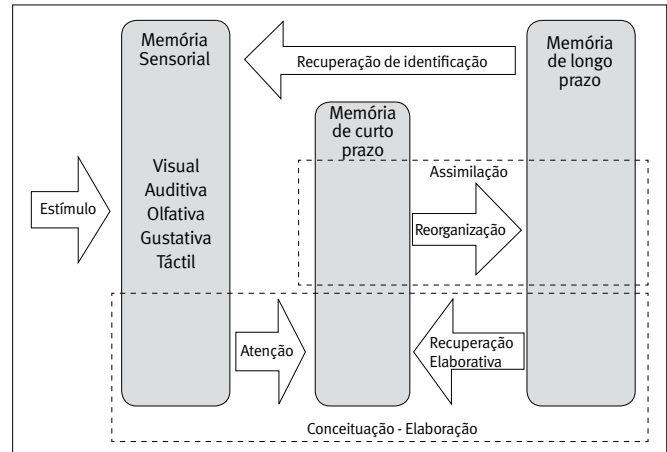 Memória
Sensorial
Recuperação de identificação
Memória
de longo
prazo
Memória
de curto
prazo
Estímulo
Visual
Auditiva
Olfativa
Gustativa
Táctil
Assimilação
Reorganização
Atenção
Recuperação
Elaborativa
Conceituação - Elaboração